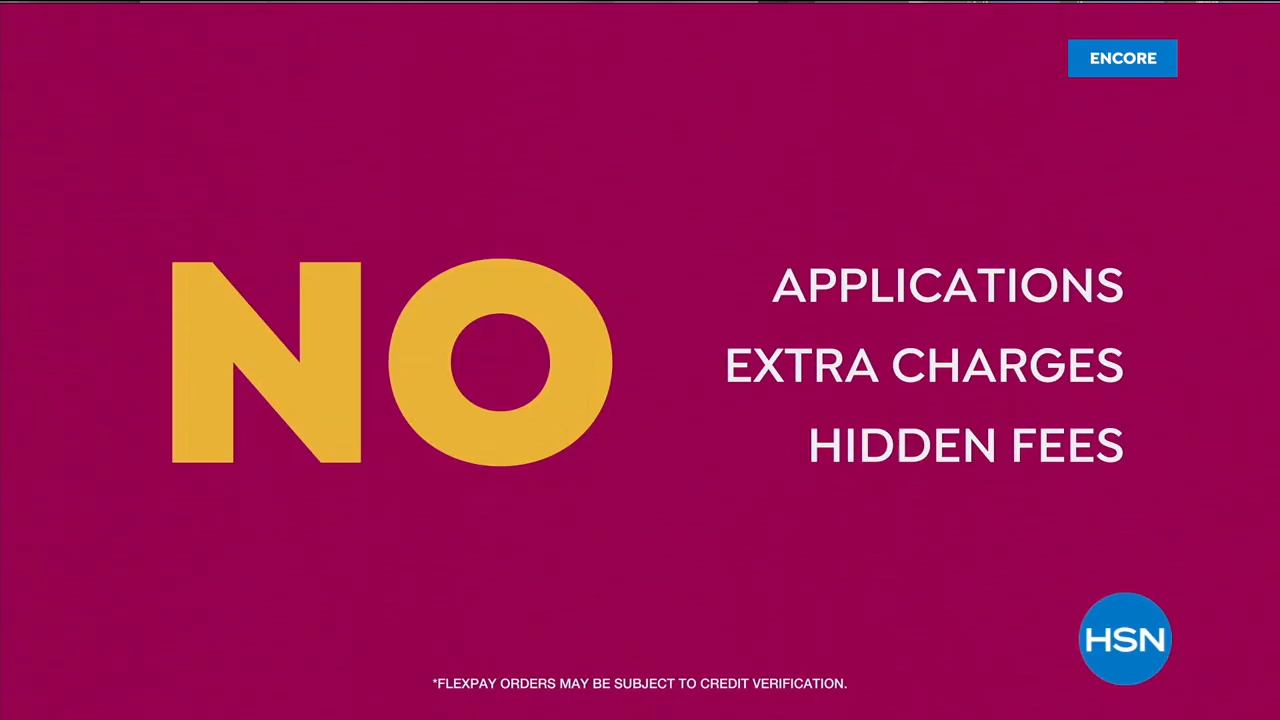 ENCORE
NO
APPLICATIONS
EXTRA CHARGES
HIDDEN FEES
HSN
*FLEXPAY ORDERS MAY BE SUBJECT TO CREDIT VERIFICATION.